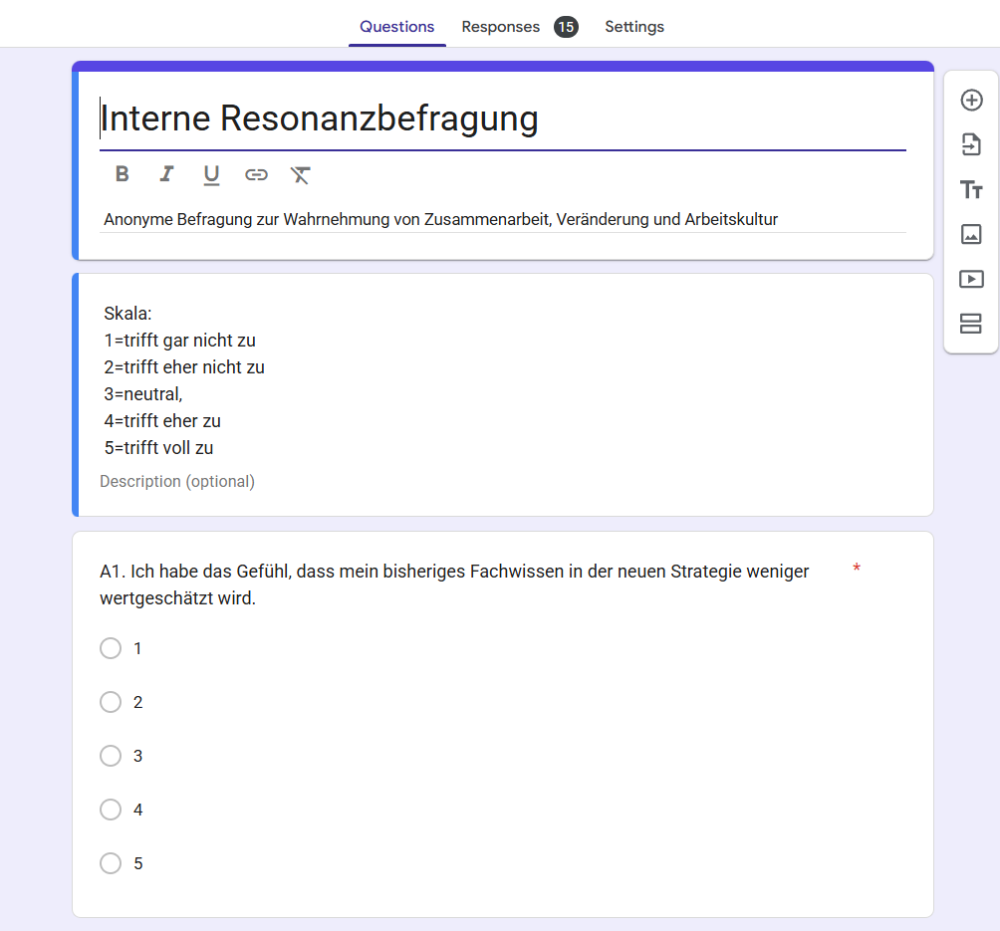 Questions Responses 15 Settings
Interne Resonanzbefragung
B I U
Anonyme Befragung zur Wahrnehmung von Zusammenarbeit, Veränderung und Arbeitskultur
Tт
Skala:
1=trifft gar nicht zu
2=trifft eher nicht zu
3=neutral,
4=trifft eher zu
5=trifft voll zu
Description (optional)
A1. Ich habe das Gefühl, dass mein bisheriges Fachwissen in der neuen Strategie weniger *
wertgeschätzt wird.
1
2
3
4
5